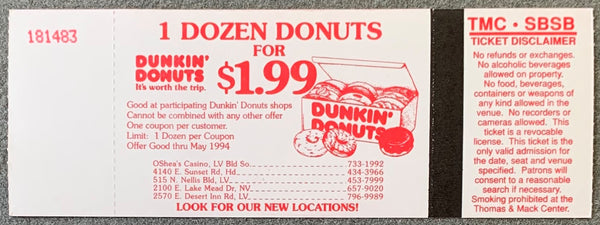 181483
1 DOZEN DONUTS
FOR
$1.99
DUNKIN'
DONUTS
It's worth the trip.
DUNKIN'
DONUTS
Good at participating Dunkin' Donuts shops
Cannot be combined with any other offer
One coupon per customer.
Limit: 1 Dozen per Coupon
Offer Good thru May 1994
OShea's Casino, LV Bld So...................733-1992
4140 E. Sunset Rd, Hd.......................434-3966
515 N. Nellis Bld, LV.......................453-7999
2100 E. Lake Mead Dr, NV....................657-9020
2570 E. Desert Inn Rd, LV...................796-9989
LOOK FOR OUR NEW LOCATIONS!
TMC • SBSB
TICKET DISCLAIMER
No refunds or exchanges.
No alcoholic beverages
allowed on property.
No food, beverages,
containers or weapons of
any kind allowed in the
venue. No recorders or
cameras allowed. This
ticket is a revocable
license. This ticket is the
only valid admission for
the date, seat and venue
specified. Patrons will
consent to a reasonable
search if necessary.
Smoking prohibited at the
Thomas & Mack Center.